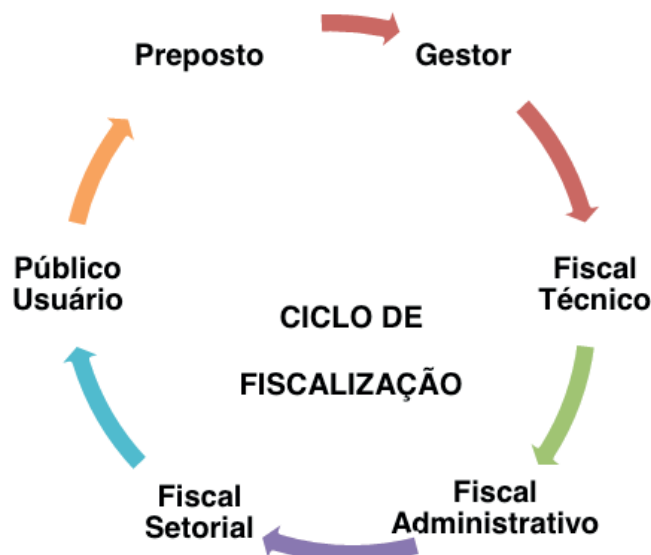 Preposto
Gestor
Público
Usuário
Fiscal
Técnico
CICLO DE
FISCALIZAÇÃO
Fiscal
Setorial
Fiscal
Administrativo